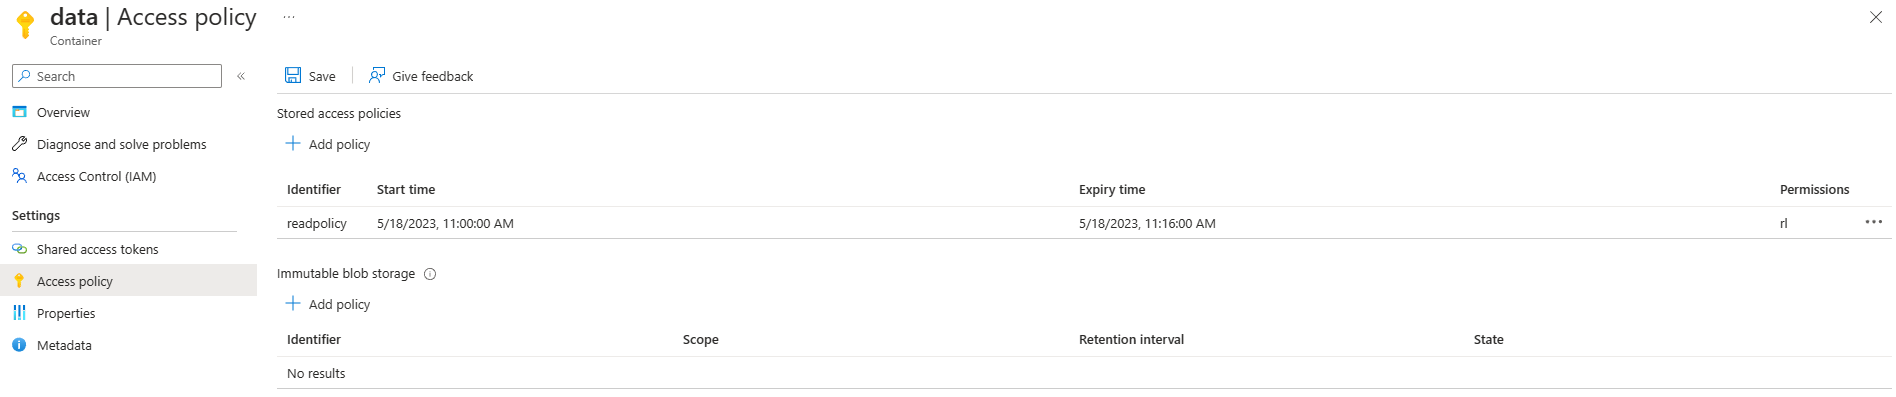 data | Access policy ...
Container
Search «
Overview
Diagnose and solve problems
Access Control (IAM)
Settings
Shared access tokens
Access policy
Properties
Metadata
Save | Give feedback
Stored access policies
+ Add policy
Identifier Start time Expiry time Permissions
readpolicy 5/18/2023, 11:00:00 AM 5/18/2023, 11:16:00 AM rl ...
Immutable blob storage
+ Add policy
Identifier Scope Retention interval State
No results